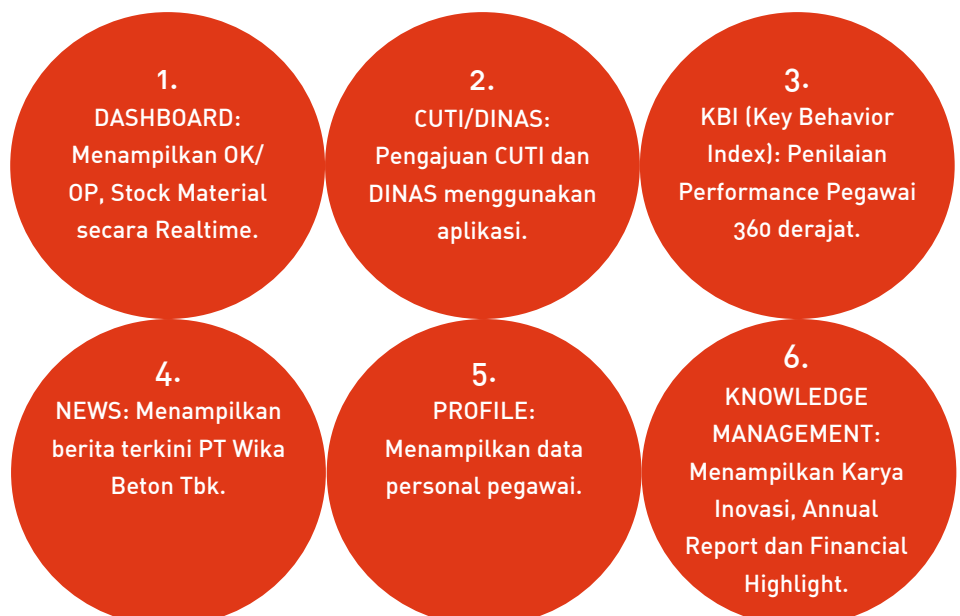 1.
DASHBOARD:
Menampilkan OK/
OP, Stock Material
secara Realtime.
2.
CUTI/DINAS:
Pengajuan CUTI dan
DINAS menggunakan
aplikasi.
3.
KBI (Key Behavior
Index): Penilaian
Performance Pegawai
360 derajat.
4.
NEWS: Menampilkan
berita terkini PT Wika
Beton Tbk.
5.
PROFILE:
Menampilkan data
personal pegawai.
6.
KNOWLEDGE
MANAGEMENT:
Menampilkan Karya
Inovasi, Annual
Report dan Financial
Highlight.